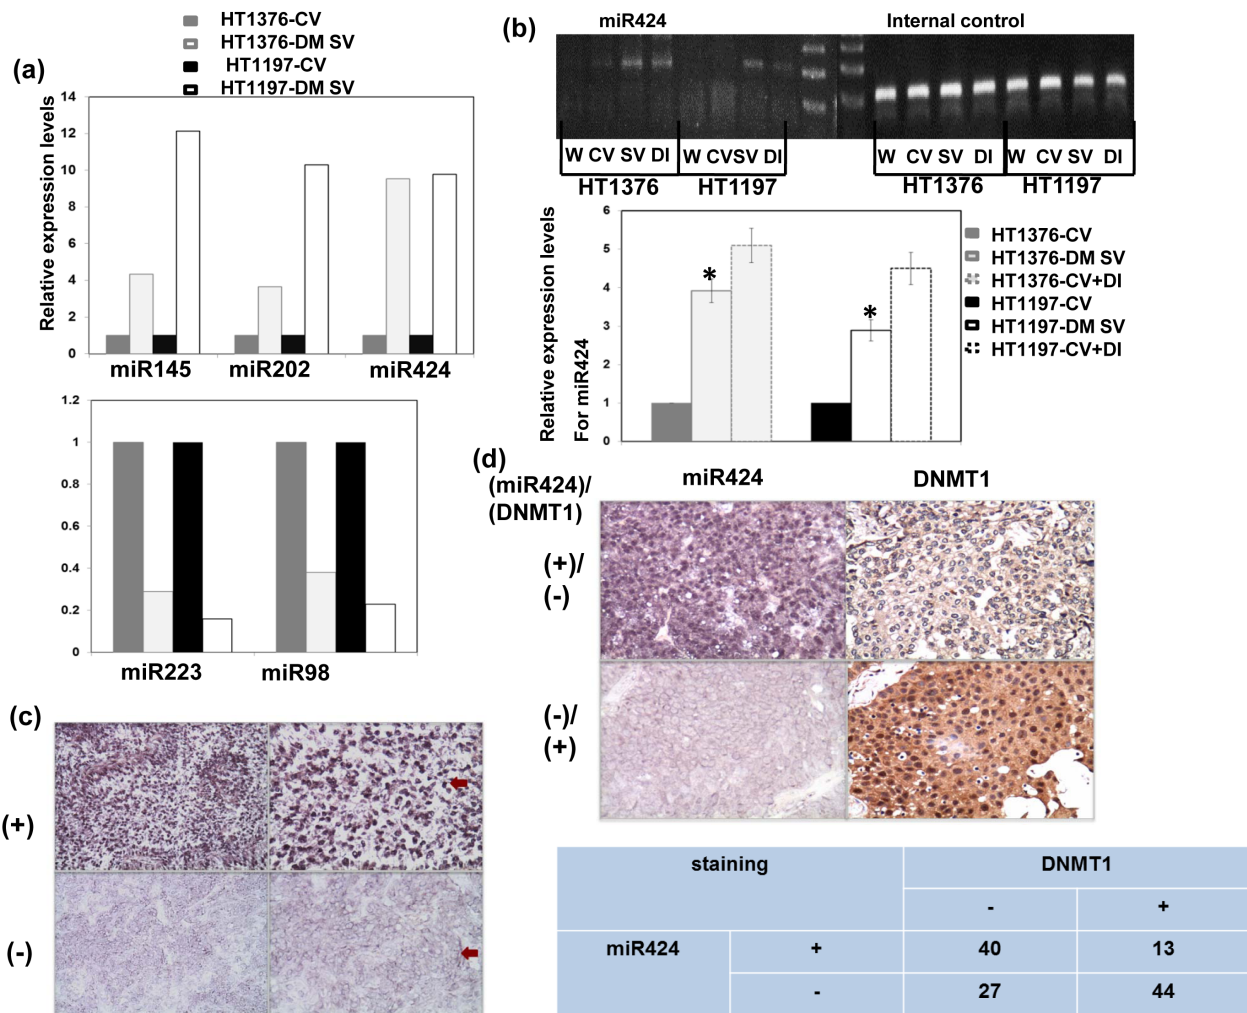 (a)
HT1376-CV
HT1376-DM SV
HT1197-CV
HT1197-DM SV
Relative expression levels
14
12
10
8
6
4
2
0
miR145 miR202 miR424
1.2
1
0.8
0.6
0.4
0.2
0
miR223 miR98
(b)
miR424 Internal control
W CV SV DI W CVSV DI W CV SV DI W CV SV DI
HT1376 HT1197 HT1376 HT1197
Relative expression levels
For miR424
6
5
4
3
2
1
0
*
*
HT1376-CV
HT1376-DM SV
HT1376-CV+DI
HT1197-CV
HT1197-DM SV
HT1197-CV+DI
(c)
(+)
(-)
(d)
(miR424)/
(DNMT1)
miR424 DNMT1
(+)/
(-)
(-)/
(+)
staining DNMT1
- +
miR424 + 40 13
- 27 44